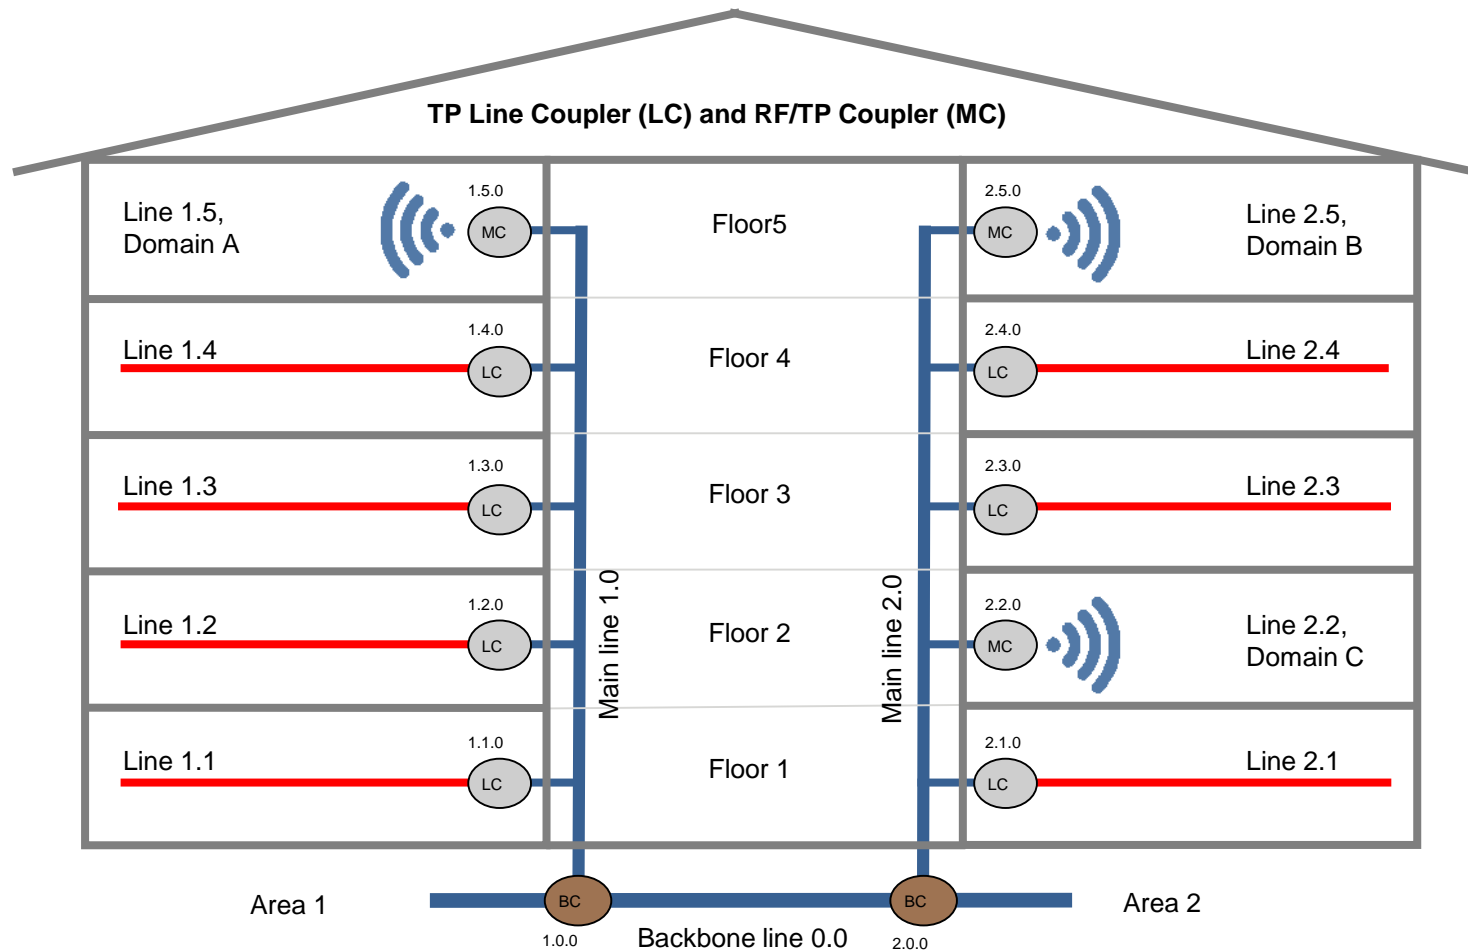 TP Line Coupler (LC) and RF/TP Coupler (MC)
1.5.0
Line 1.5,
Domain A
MC
Floor5
2.5.0
MC
Line 2.5,
Domain B
1.4.0
Line 1.4
LC
Floor 4
2.4.0
LC
Line 2.4
1.3.0
Line 1.3
LC
Floor 3
2.3.0
LC
Line 2.3
1.2.0
Line 1.2
LC
Main line 1.0
Floor 2
Main line 2.0
2.2.0
MC
Line 2.2,
Domain C
1.1.0
Line 1.1
LC
Floor 1
2.1.0
LC
Line 2.1
Area 1
BC
1.0.0
Backbone line 0.0
BC
2.0.0
Area 2